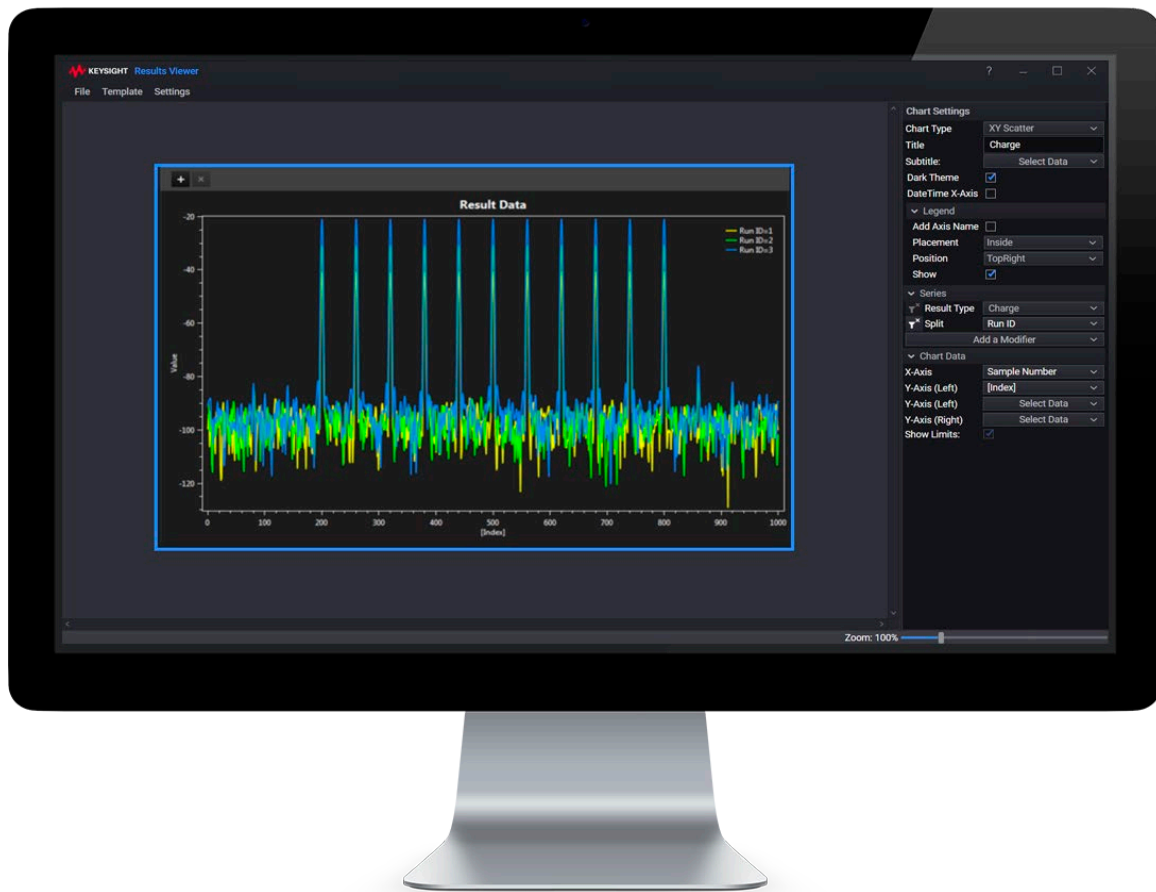 KEYSIGHT Results Viewer
?
File Template Settings
Result Data
Run ID=1
Run ID=2
Run ID=3
-20
-40
-60
-80
-100
-120
Value
0 100 200 300 400 500 600 700 800 900 1000
[Index]
Chart Settings
Chart Type XY Scatter
Title Charge
Subtitle: Select Data
Dark Theme
DateTime X-Axis
Legend
Add Axis Name
Placement Inside
Position TopRight
Show
Series
Result Type Charge
Split Run ID
Add a Modifier
Chart Data
X-Axis Sample Number
Y-Axis (Left) [Index]
Y-Axis (Left) Select Data
Y-Axis (Right) Select Data
Show Limits:
Zoom: 100%